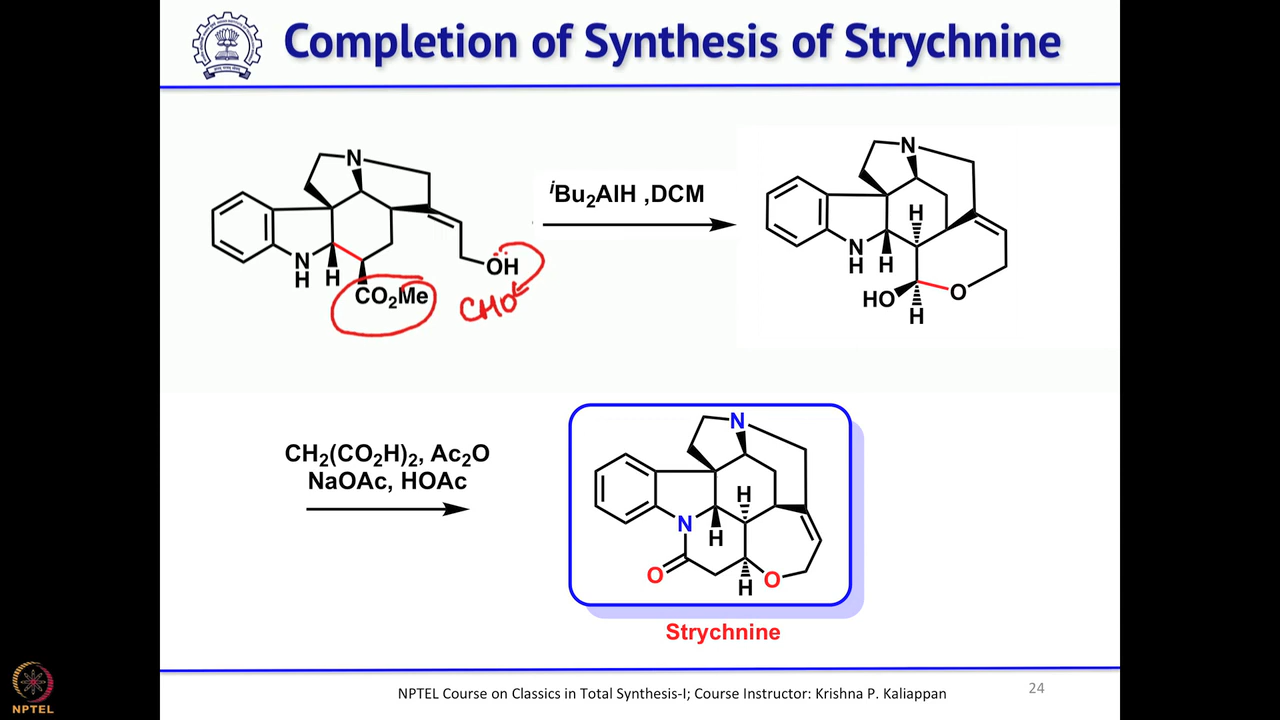 Completion of Synthesis of Strychnine
N
N
H
H
CO₂Me
OH
CHO
ⁱBu₂AlH ,DCM
N
H
N
H
H
HO
O
H
CH₂(CO₂H)₂, Ac₂O
NaOAc, HOAc
N
H
N
H
O
O
H
Strychnine
NPTEL
NPTEL Course on Classics in Total Synthesis-I; Course Instructor: Krishna P. Kaliappan
24